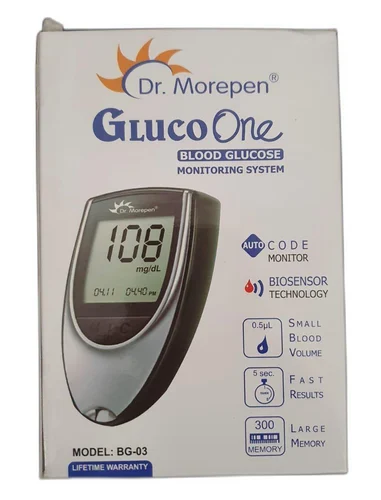 Dr. Morepen®
GLUCO One
BLOOD GLUCOSE
MONITORING SYSTEM
Dr. Morepen®
108
mg/dL
04.11 04.40 PM
AUTO CODE
MONITOR
BIOSENSOR
TECHNOLOGY
0.5µL
SMALL
BLOOD
VOLUME
5 sec.
FAST
RESULTS
300
MEMORY
LARGE
MEMORY
MODEL: BG-03
LIFETIME WARRANTY